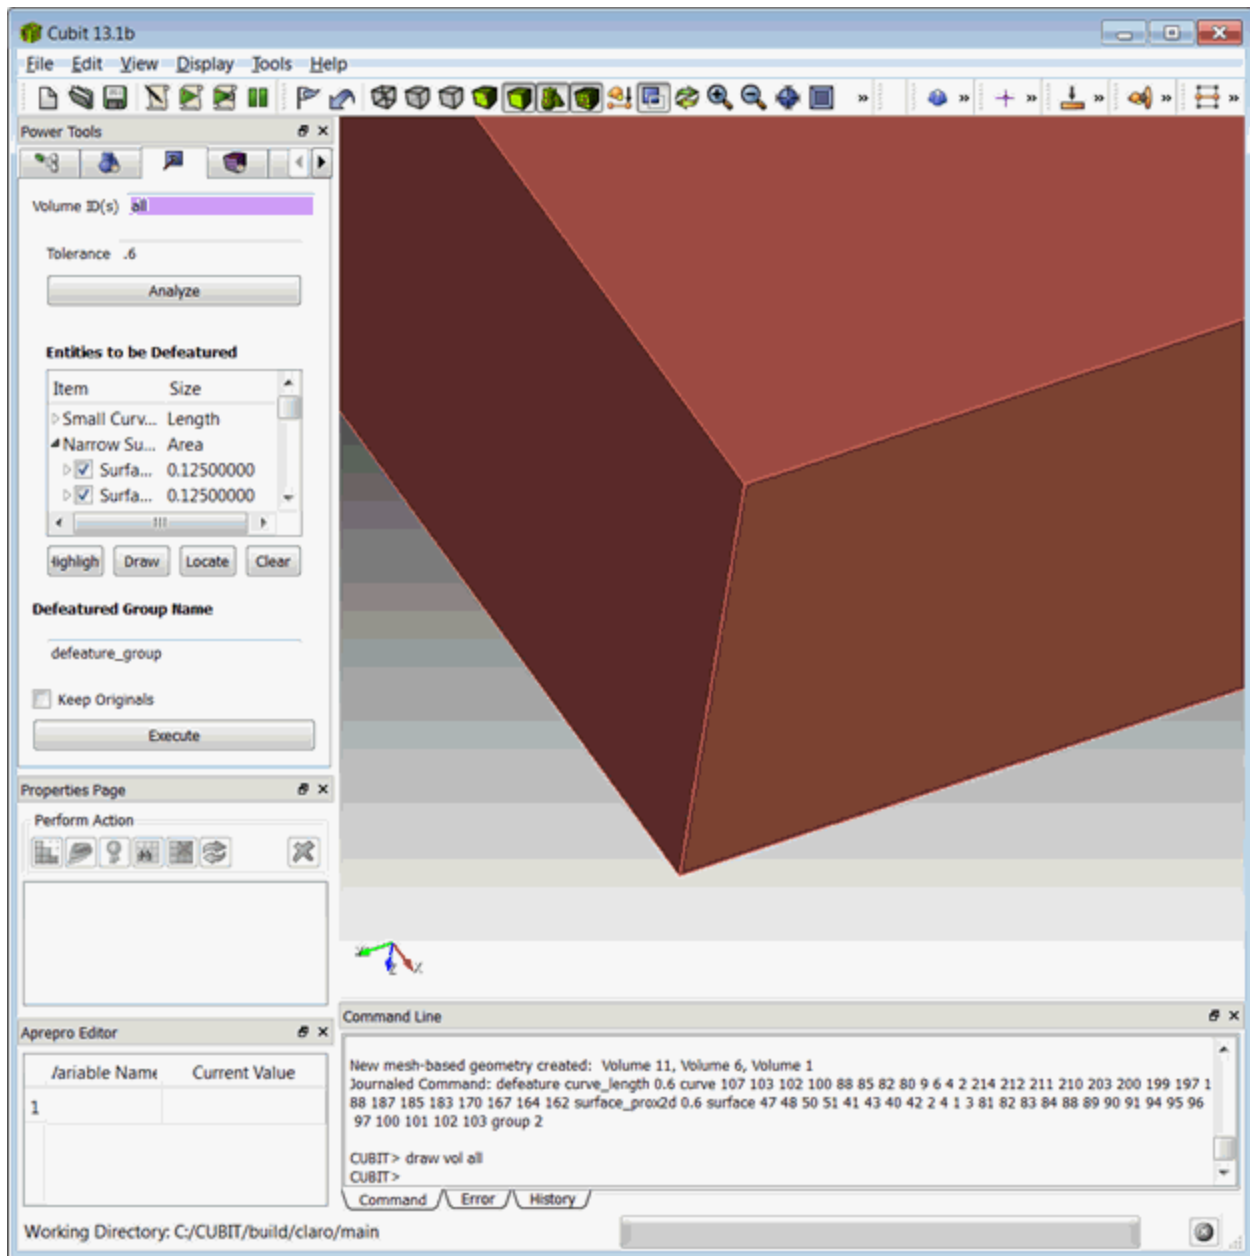 Cubit 13.1b
File Edit View Display Tools Help
Power Tools
Volume ID(s) all
Tolerance .6
Analyze
Entities to be Defeatured
Item Size
Small Curv... Length
Narrow Su... Area
Surfa... 0.12500000
Surfa... 0.12500000
Highligh Draw Locate Clear
Defeatured Group Name
defeature_group
Keep Originals
Execute
Properties Page
Perform Action
Z X
Aprepro Editor
Variable Name Current Value
1
Command Line
New mesh-based geometry created: Volume 11, Volume 6, Volume 1
Journaled Command: defeature curve_length 0.6 curve 107 103 102 100 88 85 82 80 9 6 4 2 214 212 211 210 203 200 199 197 1
88 187 185 183 170 167 164 162 surface_prox2d 0.6 surface 47 48 50 51 41 43 40 42 2 4 1 3 81 82 83 84 88 89 90 91 94 95 96
97 100 101 102 103 group 2
CUBIT> draw vol all
CUBIT>
Command Error History
Working Directory: C:/CUBIT/build/claro/main